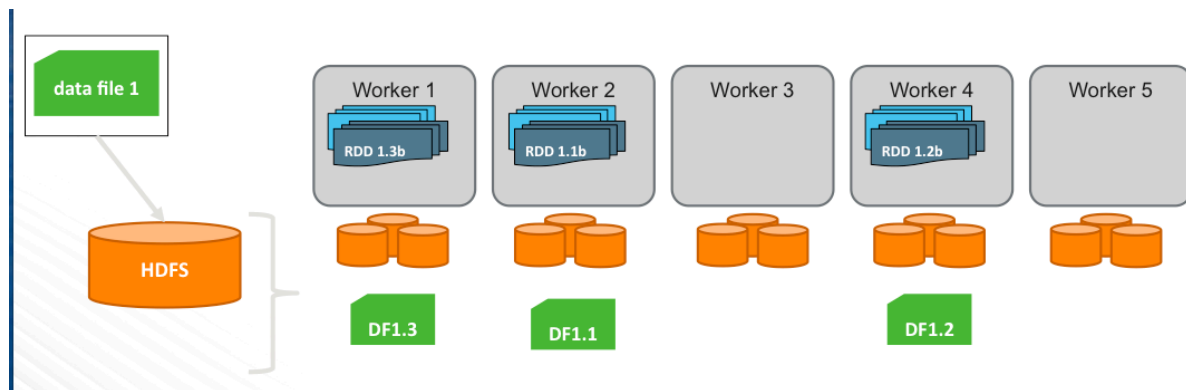 data file 1
Worker 1
Worker 2
Worker 3
Worker 4
Worker 5
RDD 1.3b
RDD 1.1b
RDD 1.2b
HDFS
DF1.3
DF1.1
DF1.2